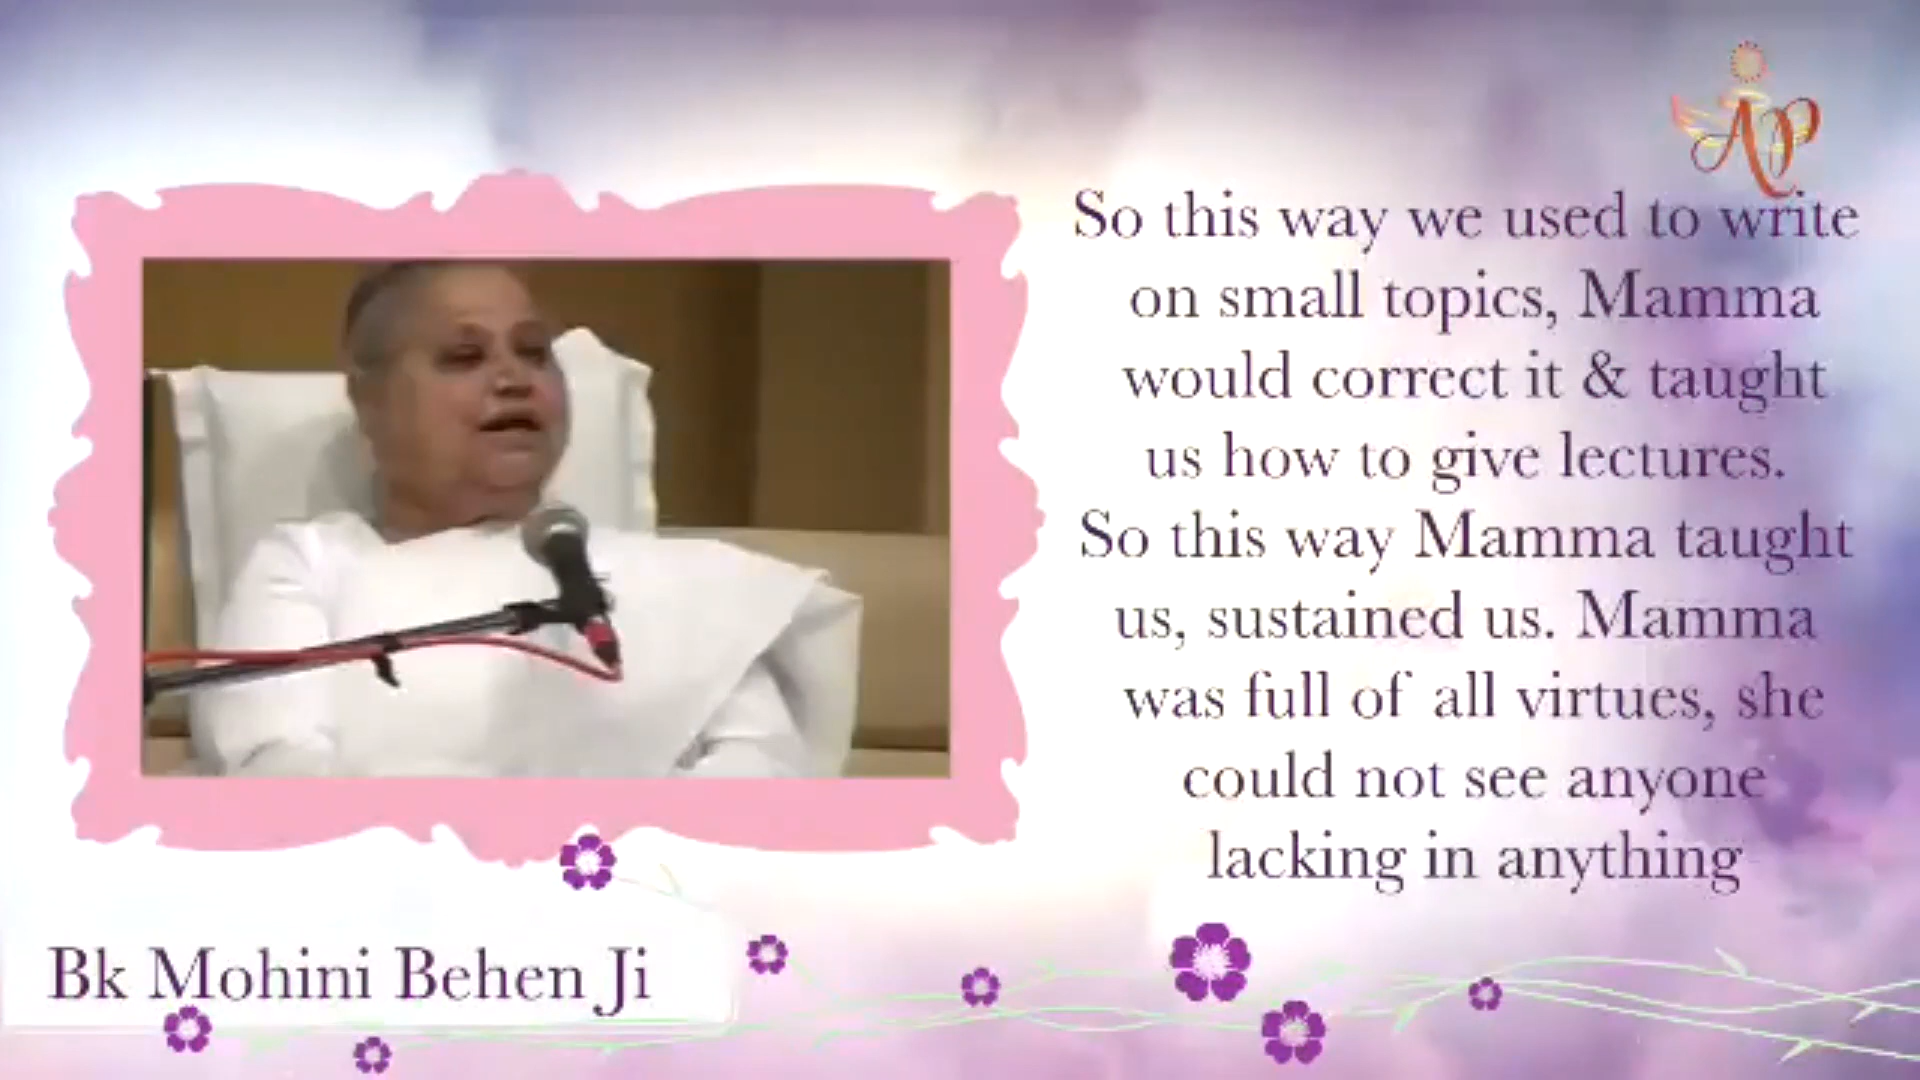 AP
So this way we used to write
on small topics, Mamma
would correct it & taught
us how to give lectures.
So this way Mamma taught
us, sustained us. Mamma
was full of all virtues, she
could not see anyone
lacking in anything
Bk Mohini Behen Ji